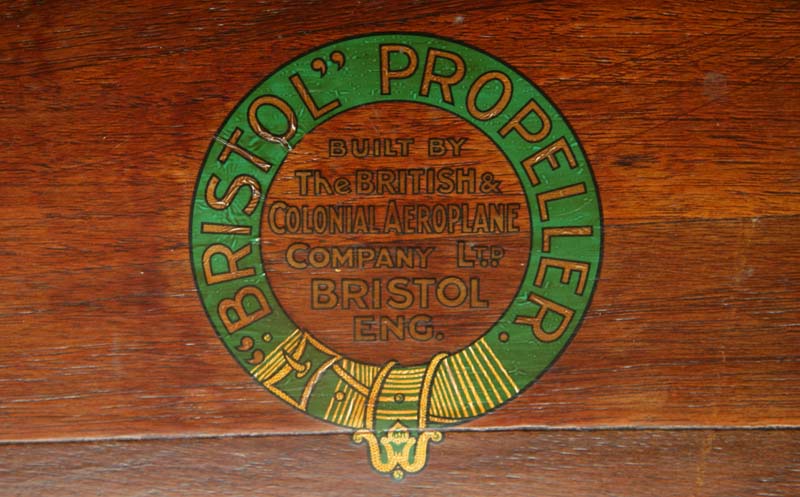 "BRISTOL" PROPELLER.
BUILT BY
The BRITISH &
COLONIAL AEROPLANE
COMPANY LTD
BRISTOL
ENG.